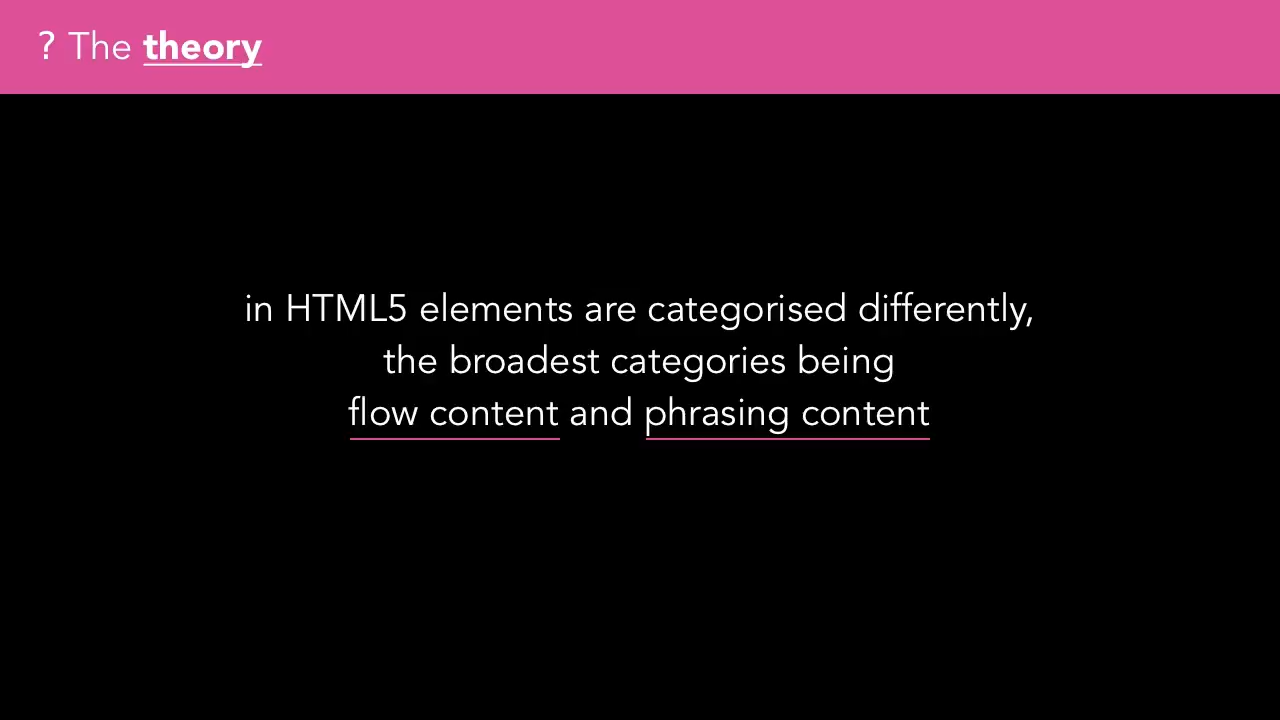 ? The theory
in HTML5 elements are categorised differently,
the broadest categories being
flow content and phrasing content